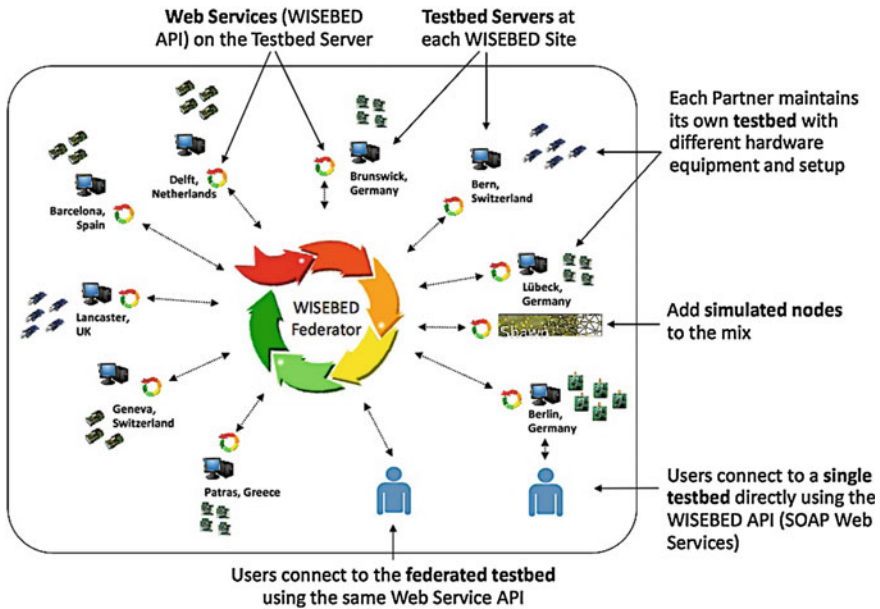 Web Services (WISEBED
API) on the Testbed Server
Testbed Servers at
each WISEBED Site
Each Partner maintains
its own testbed with
different hardware
equipment and setup
Delft,
Netherlands
Brunswick,
Germany
Bern,
Switzerland
Barcelona,
Spain
Lübeck,
Germany
WISEBED
Federator
Lancaster,
UK
Shawn
Add simulated nodes
to the mix
Geneva,
Switzerland
Berlin,
Germany
Patras, Greece
Users connect to a single
testbed directly using the
WISEBED API (SOAP Web
Services)
Users connect to the federated testbed
using the same Web Service API